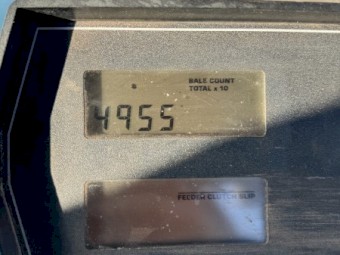 BALE COUNT
TOTAL x 10
4955
FEEDER CLUTCH SLIP